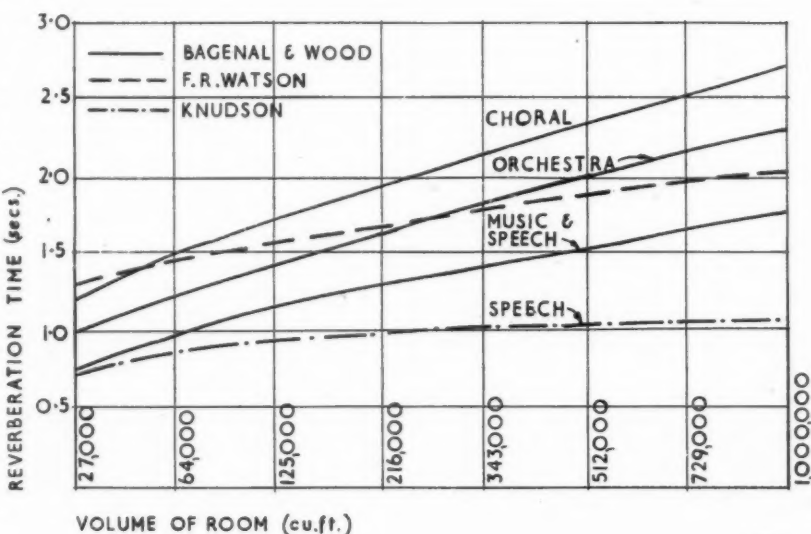 3·0
2·5
2·0
1·5
1·0
0·5
REVERBERATION TIME (secs.)
BAGENAL & WOOD
F.R.WATSON
KNUDSON
CHORAL
ORCHESTRA
MUSIC &
SPEECH
SPEECH
27,000
64,000
125,000
216,000
343,000
512,000
729,000
1,000,000
VOLUME OF ROOM (cu.ft.)